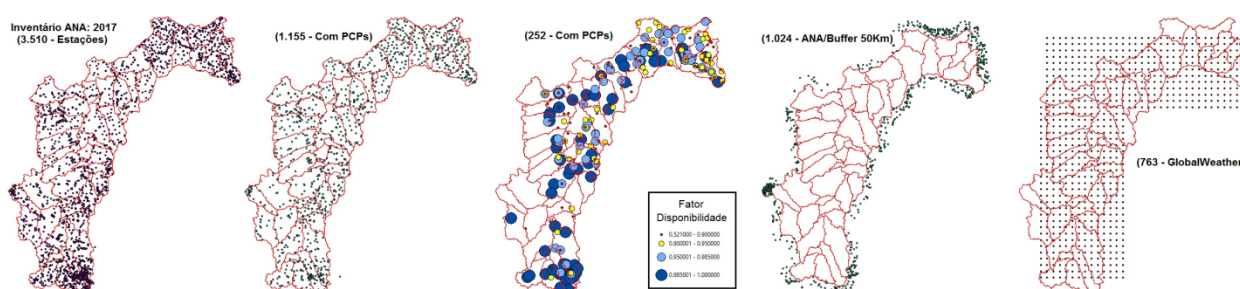 Inventário ANA: 2017
(3.510 - Estações)
(1.155 - Com PCPs)
(252 - Com PCPs)
(1.024 - ANA/Buffer 50Km)
(763 - GlobalWeather
Fator
Disponibilidade
0.521000 - 0.900000
0.900001 - 0.950000
0.950001 - 0.985000
0.985001 - 1.000000